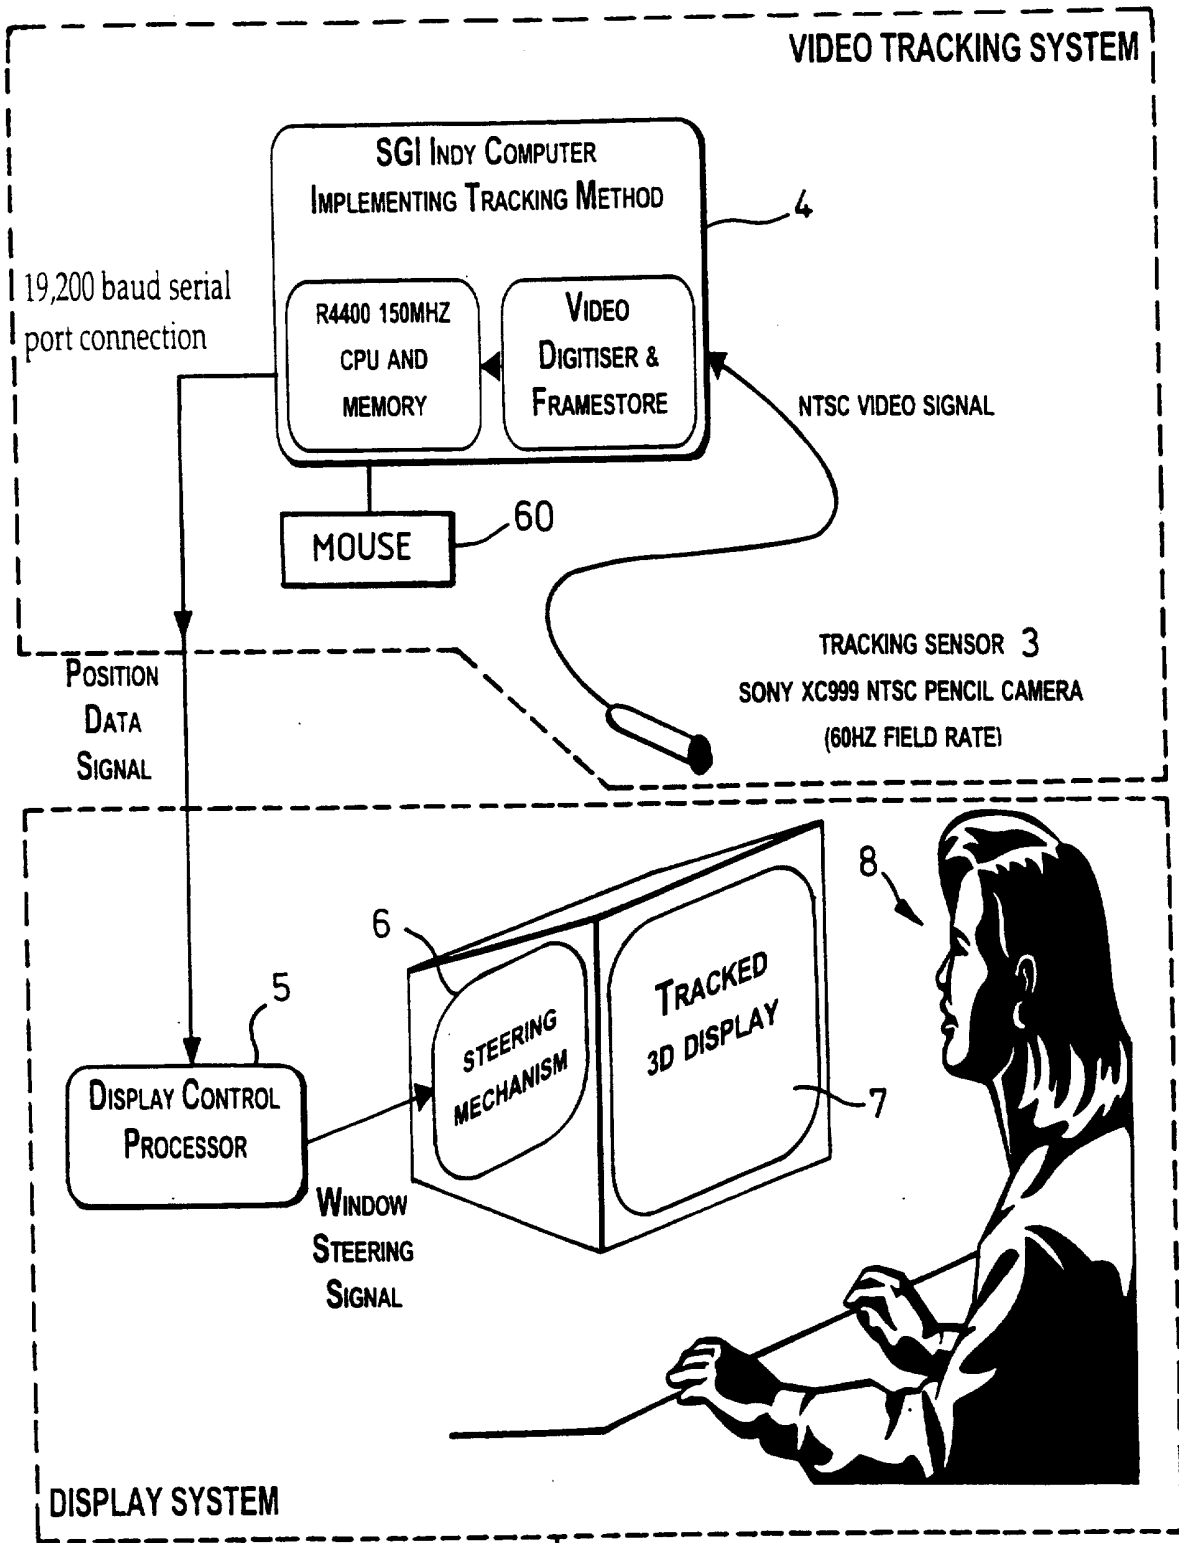 VIDEO TRACKING SYSTEM
SGI INDY COMPUTER
IMPLEMENTING TRACKING METHOD
4
19,200 baud serial
port connection
R4400 150MHZ
CPU AND
MEMORY
VIDEO
DIGITISER &
FRAMESTORE
NTSC VIDEO SIGNAL
MOUSE
60
TRACKING SENSOR 3
SONY XC999 NTSC PENCIL CAMERA
(60HZ FIELD RATE)
POSITION
DATA
SIGNAL
8
6
STEERING
MECHANISM
TRACKED
3D DISPLAY
7
5
DISPLAY CONTROL
PROCESSOR
WINDOW
STEERING
SIGNAL
DISPLAY SYSTEM